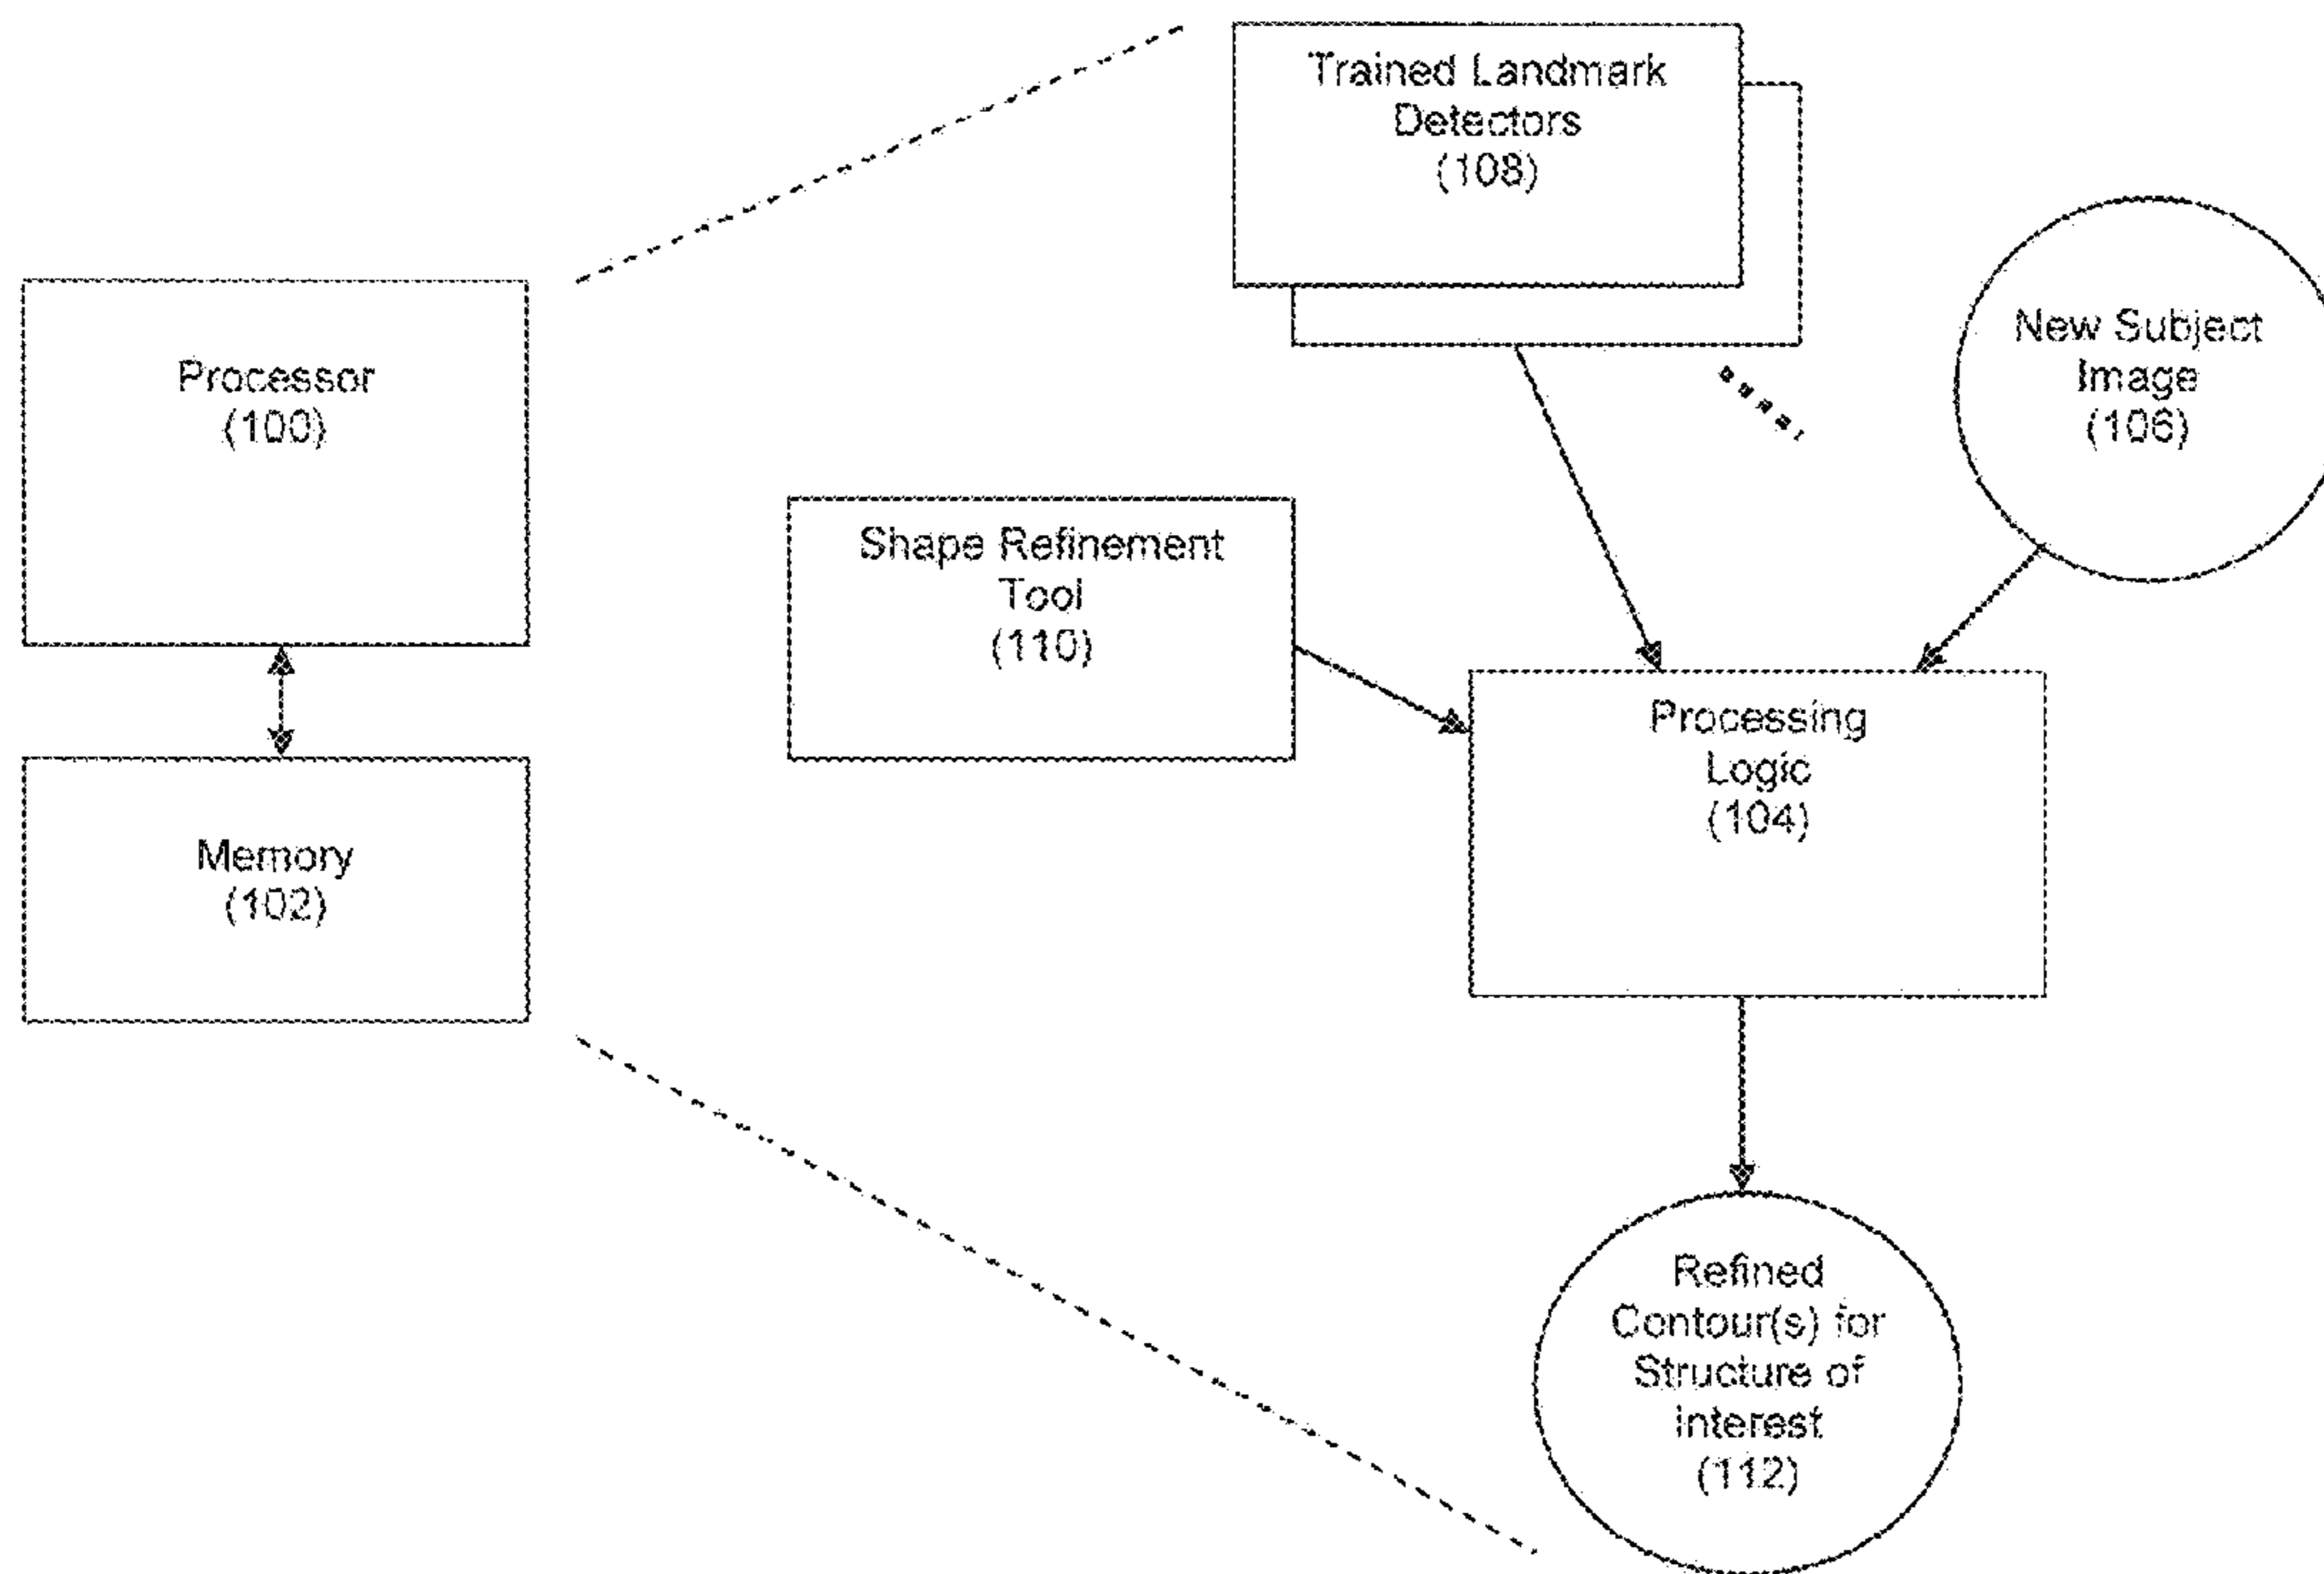 Trained Landmark
Detectors
(108)
New Subject
Image
(106)
Processor
(100)
Shape Refinement
Tool
(110)
Processing
Logic
(104)
Memory
(102)
Refined
Contour(s) for
Structure of
Interest
(112)